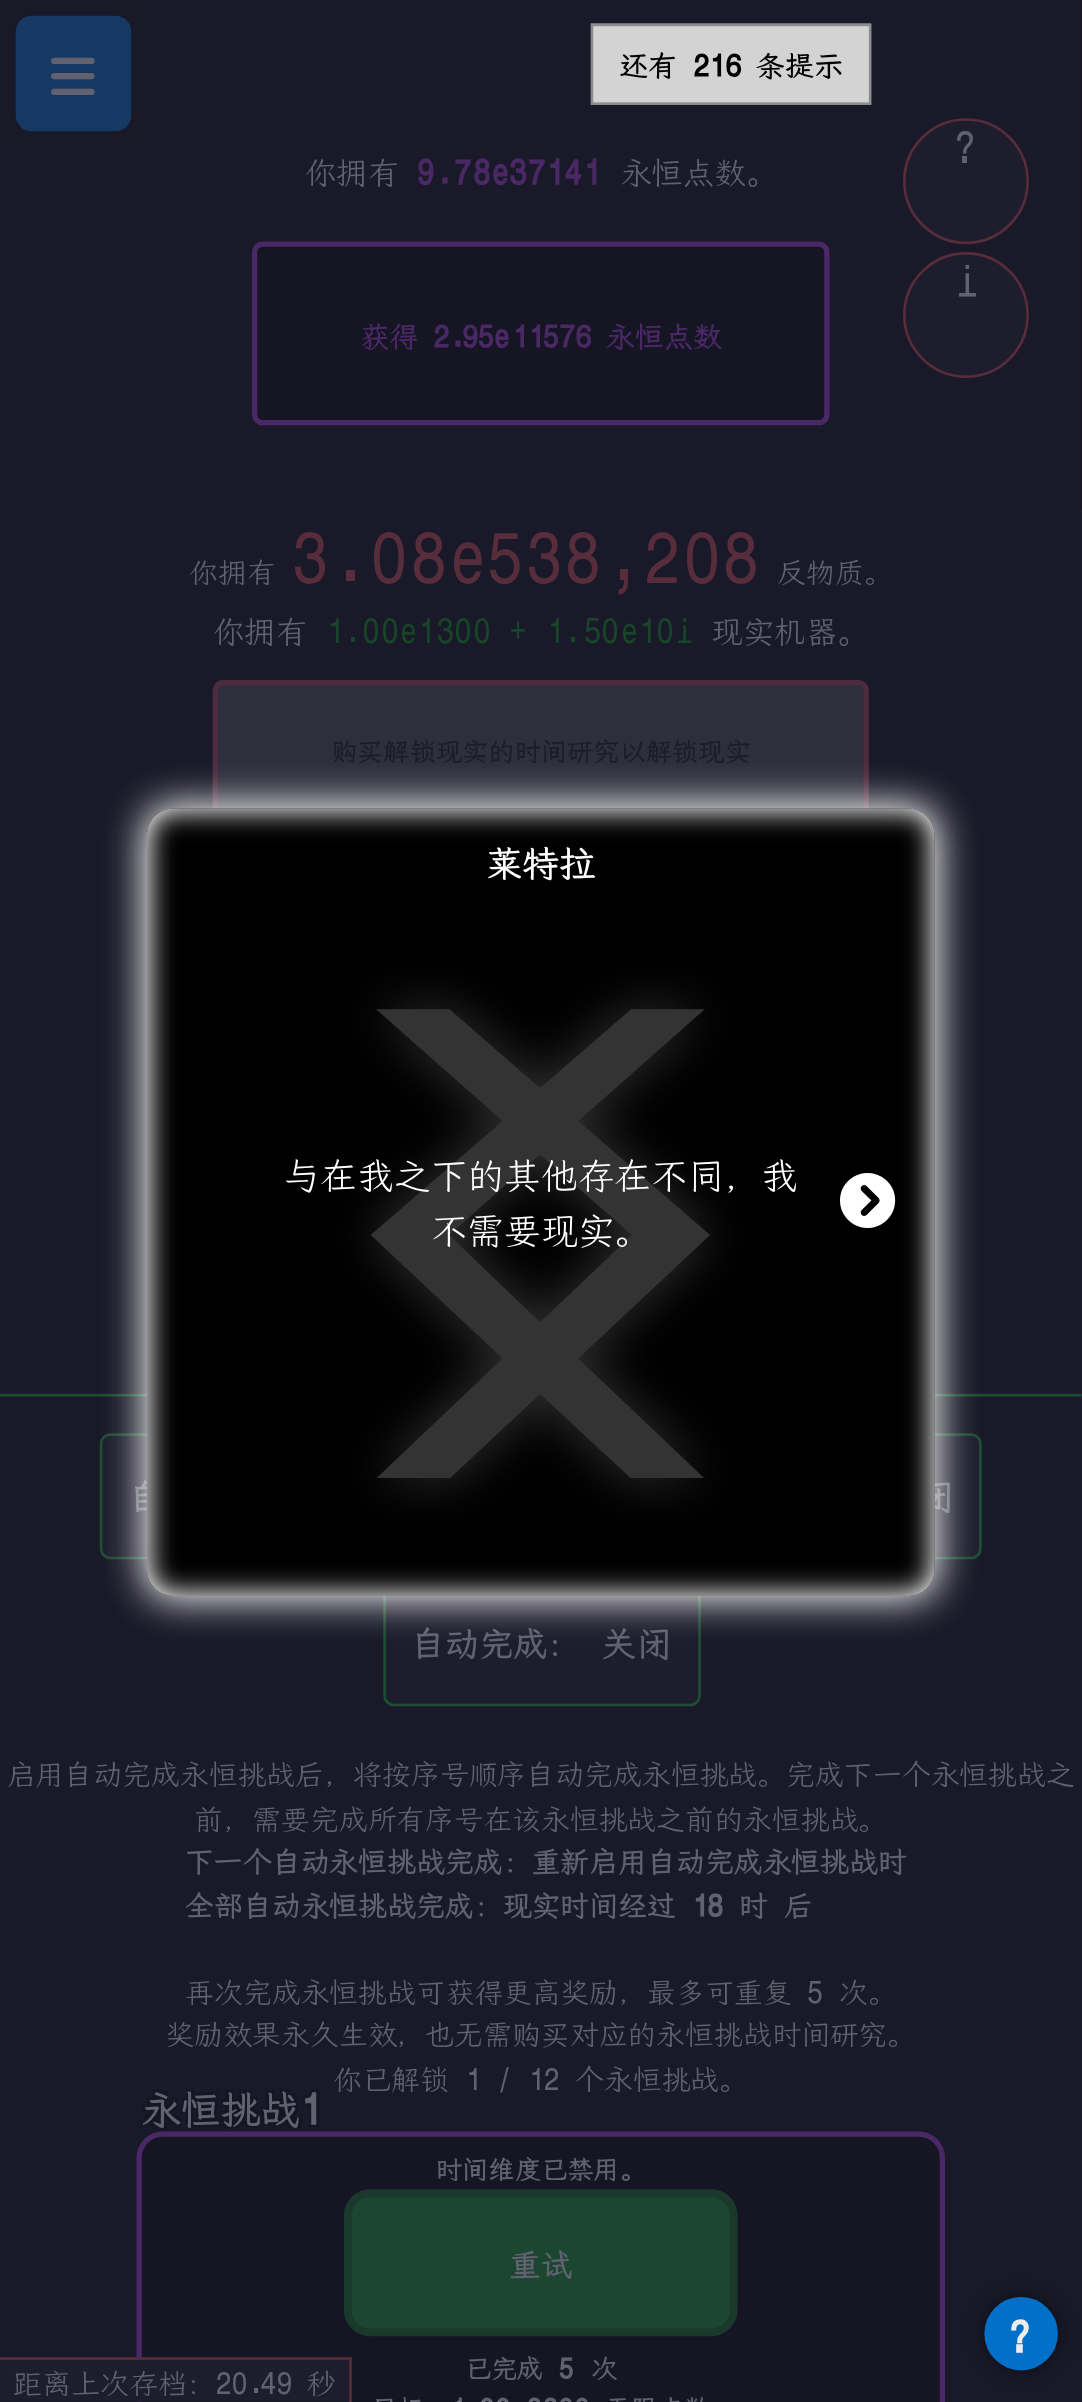 还有 216 条提示
?
你拥有 9.78e37141 永恒点数。
i
获得 2.95e11576 永恒点数
你拥有 3.08e538,208 反物质。
你拥有 1.00e1300 + 1.50e10i 现实机器。
购买解锁现实的时间研究以解锁现实
莱特拉
与在我之下的其他存在不同，我
不需要现实。
自动完成： 关闭
启用自动完成永恒挑战后，将按序号顺序自动完成永恒挑战。完成下一个永恒挑战之
前，需要完成所有序号在该永恒挑战之前的永恒挑战。
下一个自动永恒挑战完成：重新启用自动完成永恒挑战时
全部自动永恒挑战完成：现实时间经过 18 时 后
再次完成永恒挑战可获得更高奖励，最多可重复 5 次。
奖励效果永久生效，也无需购买对应的永恒挑战时间研究。
你已解锁 1 / 12 个永恒挑战。
永恒挑战1
时间维度已禁用。
重试
?
已完成 5 次
距离上次存档：20.49 秒